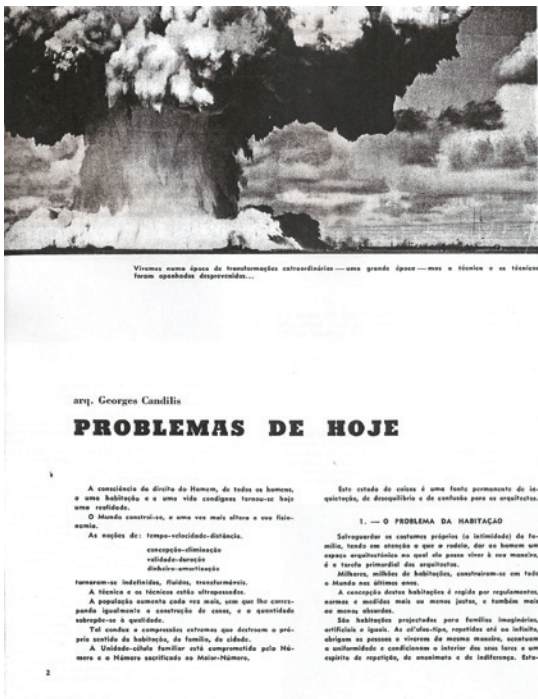 Vivemos numa época de transformações extraordinárias — uma grande época — mas a técnica e os técnicos
foram apanhados desprevenidos...
arq. Georges Candilis
PROBLEMAS DE HOJE
A consciência do direito do Homem, de todos os homens,
a uma habitação e a uma vida condignas tornou-se hoje
uma realidade.
O Mundo constroi-se, e uma vez mais altera a sua fisio-
nomia.
As noções de: tempo-velocidade-distância.
concepção-eliminação
validade-duração
dinheiro-amortização
tornaram-se indefinidas, fluidas, transformáveis.
A técnica e os técnicos estão ultrapassados.
A população aumenta cada vez mais, sem que lhe corres-
ponda igualmente a construção de casas, e a quantidade
sobrepõe-se à qualidade.
Tal conduz a compressões extremas que destroem o pró-
prio sentido da habitação, da família, da cidade.
A Unidade-célula familiar está comprometida pelo Nú-
mero e o Número sacrificado ao Maior-Número.
Este estado de coisas é uma fonte permanente de in-
quietação, de desequilíbrio e de confusão para os arquitectos.
1. — O PROBLEMA DA HABITAÇÃO
Salvaguardar os costumes próprios (a intimidade) da fa-
mília, tendo em atenção o que a rodeia, dar ao homem um
espaço arquitectónico no qual ele possa viver à sua maneira,
é a tarefa primordial dos arquitectos.
Milhares, milhões de habitações, construiram-se em todo
o Mundo nos últimos anos.
A concepção destas habitações é regida por regulamentos,
normas e medidas mais ou menos justas, e também mais
ou menos absurdas.
São habitações projectadas para famílias imaginárias,
artificiais e iguais. As células-tipo, repetidas até ao infinito,
obrigam as pessoas a viverem da mesma maneira, acentuam
a uniformidade e condicionam o interior dos seus lares a um
espírito de repetição, de anonimato e de indiferença. Esta-
2